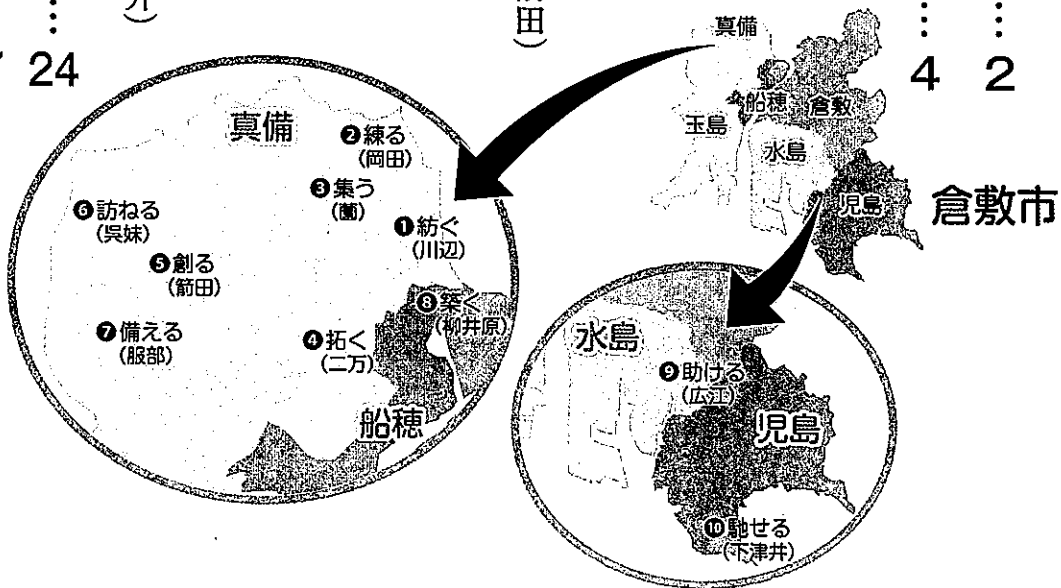 2
4
24
田）
介）
真備
船穂
倉敷
玉島
水島
児島
倉敷市
真備
❷練る
（岡田）
❸集う
（薗）
❶紡ぐ
（川辺）
❻訪ねる
（呉妹）
❺創る
（箭田）
❽築く
（柳井原）
❼備える
（服部）
❹拓く
（二万）
船穂
水島
❾助ける
（広江）
児島
❿馳せる
（下津井）